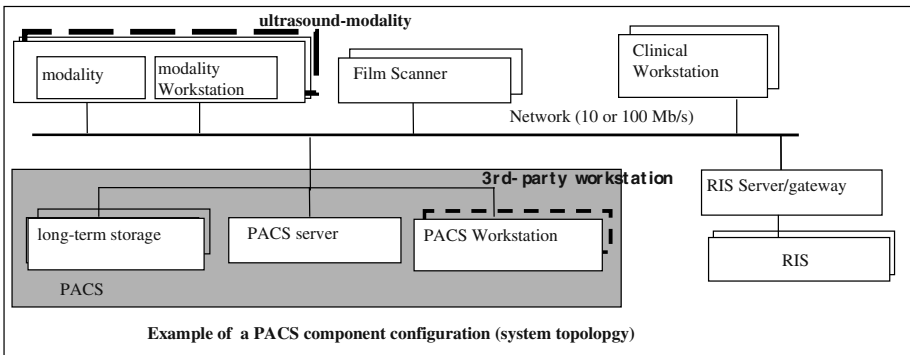 ultrasound-modality
modality
modality
Workstation
Film Scanner
Clinical
Workstation
Network (10 or 100 Mb/s)
3rd-party workstation
RIS Server/gateway
long-term storage
PACS server
PACS Workstation
RIS
PACS
Example of a PACS component configuration (system topolopgy)